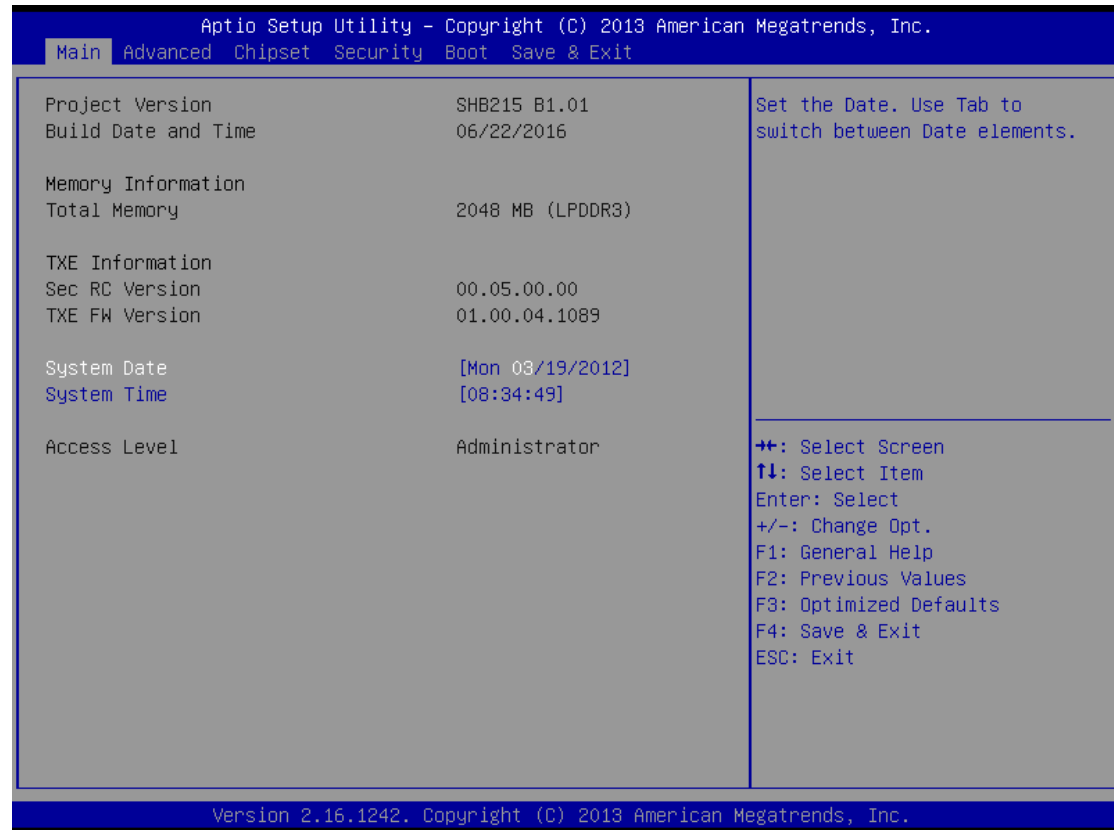 Aptio Setup Utility – Copyright (C) 2013 American Megatrends, Inc.
Main Advanced Chipset Security Boot Save & Exit
Project Version SHB215 B1.01
Build Date and Time 06/22/2016
Memory Information
Total Memory 2048 MB (LPDDR3)
TXE Information
Sec RC Version 00.05.00.00
TXE FW Version 01.00.04.1089
System Date [Mon 03/19/2012]
System Time [08:34:49]
Access Level Administrator
Set the Date. Use Tab to
switch between Date elements.
→←: Select Screen
↑↓: Select Item
Enter: Select
+/-: Change Opt.
F1: General Help
F2: Previous Values
F3: Optimized Defaults
F4: Save & Exit
ESC: Exit
Version 2.16.1242. Copyright (C) 2013 American Megatrends, Inc.